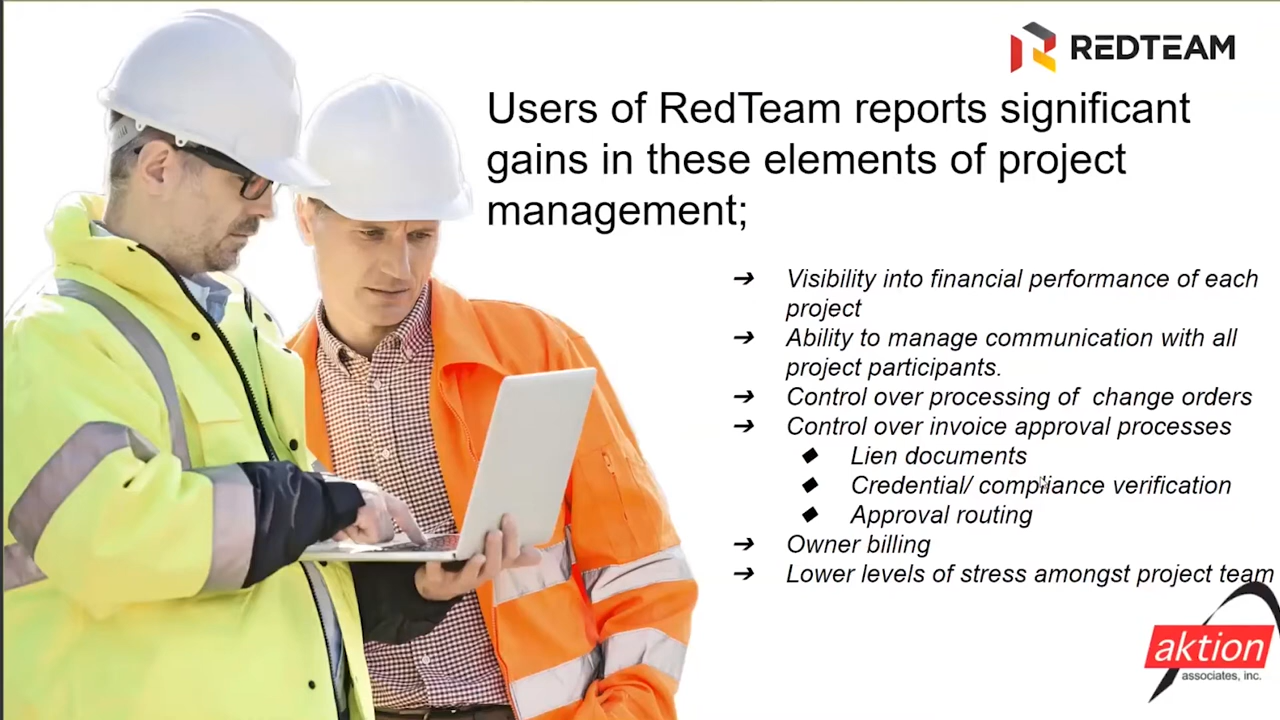 REDTEAM
Users of RedTeam reports significant
gains in these elements of project
management;
➔ Visibility into financial performance of each
project
➔ Ability to manage communication with all
project participants.
➔ Control over processing of  change orders
➔ Control over invoice approval processes
◆ Lien documents
◆ Credential/ compliance verification
◆ Approval routing
➔ Owner billing
➔ Lower levels of stress amongst project team
aktion
associates, inc.